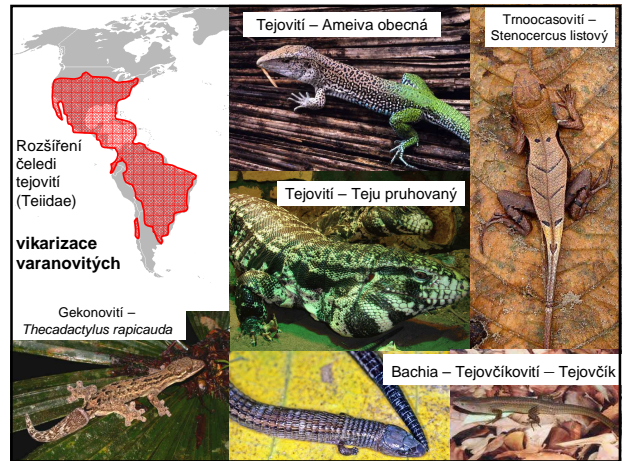 Tejovití – Ameiva obecná
Trnoocasovití –
Stenocercus listový
Rozšíření
čeledi
tejovití
(Teiidae)
vikarizace
varanovitých
Tejovití – Teju pruhovaný
Gekonovití –
Thecadactylus rapicauda
Bachia – Tejovčíkovití – Tejovčík